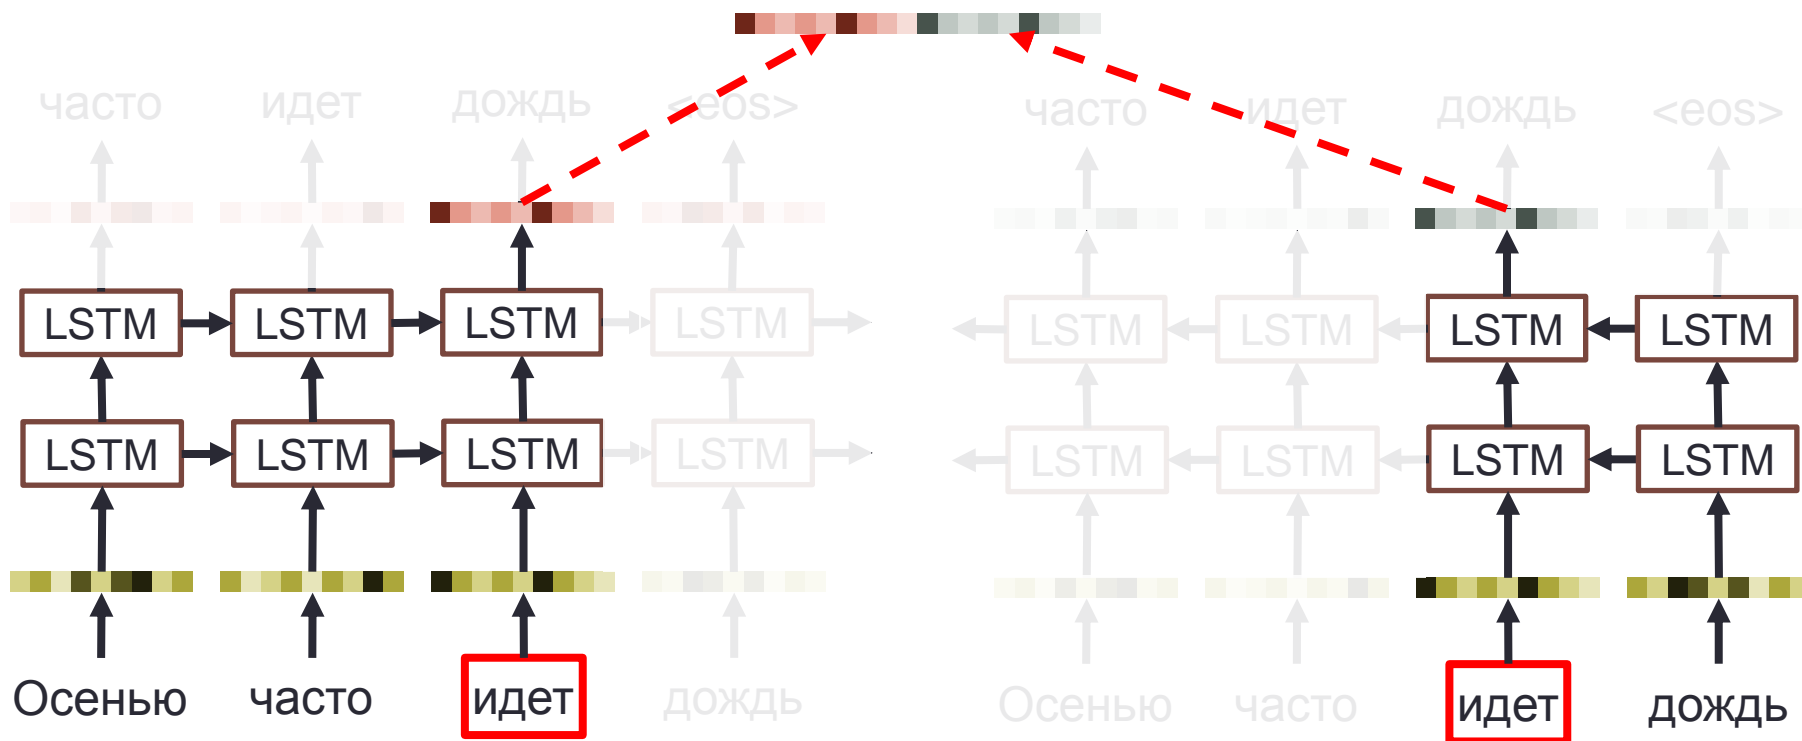 часто идет дождь <eos> часто идет дождь <eos>
LSTM LSTM LSTM LSTM LSTM LSTM LSTM LSTM
LSTM LSTM LSTM LSTM LSTM LSTM LSTM LSTM
Осенью часто идет дождь Осенью часто идет дождь